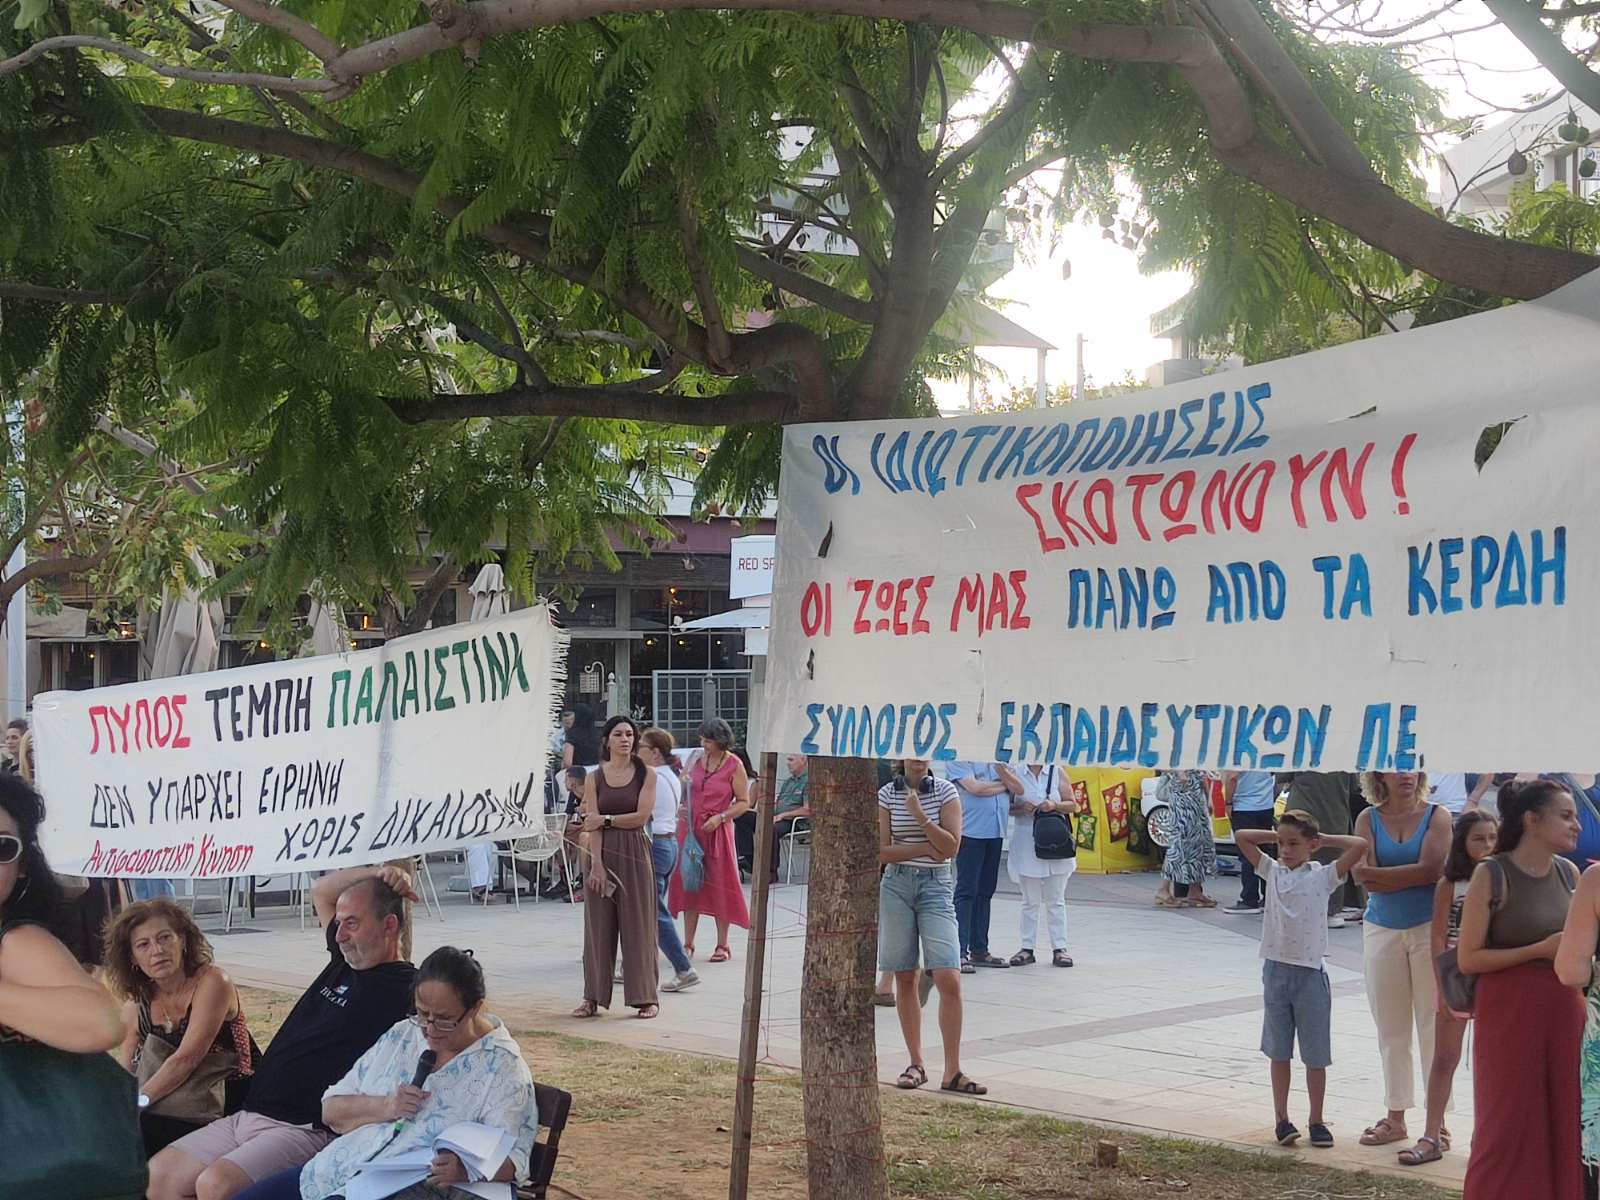 ΟΙ ΙΔΙΩΤΙΚΟΠΟΙΗΣΕΙΣ
ΣΚΟΤΩΝΟΥΝ!
ΟΙ ΖΩΕΣ ΜΑΣ ΠΑΝΩ ΑΠΟ ΤΑ ΚΕΡΔΗ
ΣΥΛΛΟΓΟΣ ΕΚΠΑΙΔΕΥΤΙΚΩΝ Π.Ε.
RED
ΠΥΛΟΣ ΤΕΜΠΗ ΠΑΛΑΙΣΤΙΝΗ
ΔΕΝ ΥΠΑΡΧΕΙ ΕΙΡΗΝΗ
ΧΩΡΙΣ ΔΙΚΑΙΟΣΥΝΗ
Αντιφασιστική Κίνηση